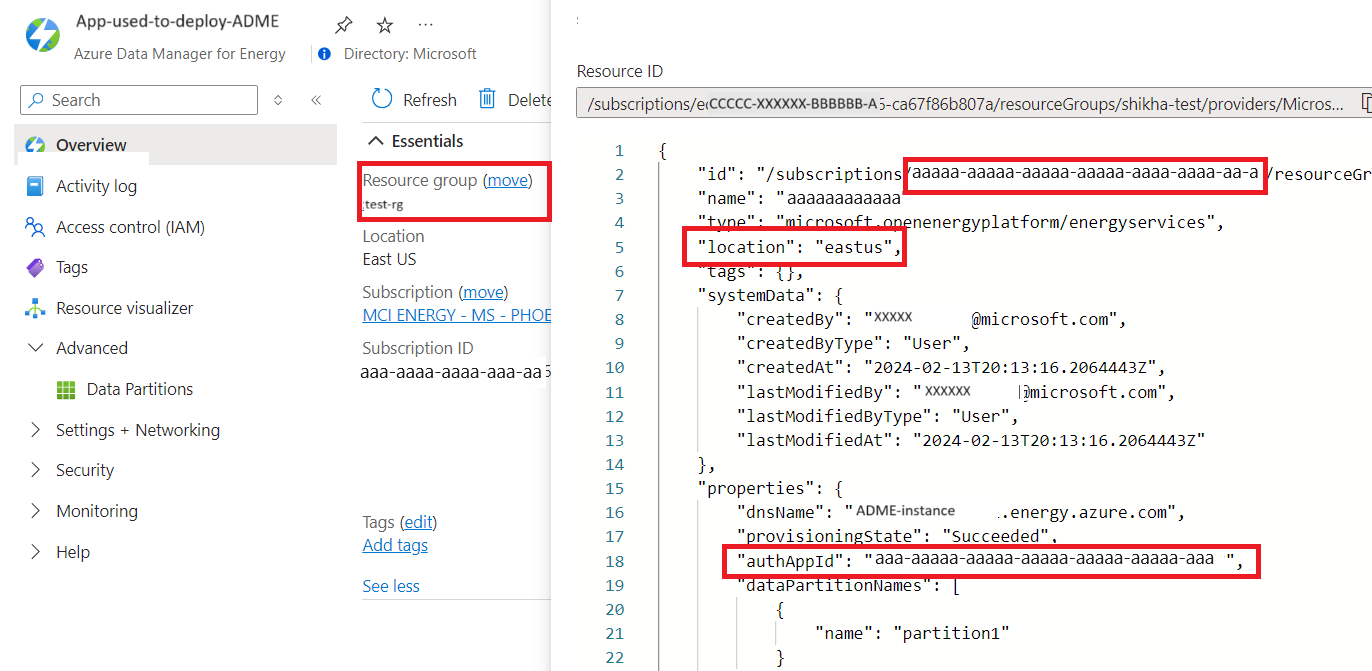 App-used-to-deploy-ADME
Azure Data Manager for Energy
Directory: Microsoft
Search
Overview
Activity log
Access control (IAM)
Tags
Resource visualizer
Advanced
Data Partitions
Settings + Networking
Security
Monitoring
Help
Refresh
Delete
Essentials
Resource group (move)
test-rg
Location
East US
Subscription (move)
MCI ENERGY - MS - PHOE
Subscription ID
aaa-aaaa-aaaa-aaa-aa5
Tags (edit)
Add tags
See less
Resource ID
/subscriptions/ecCCCCC-XXXXXX-BBBBBB-A5-ca67f86b807a/resourceGroups/shikha-test/providers/Micros...
1 {
2 "id": "/subscriptions/aaaaa-aaaaa-aaaaa-aaaaa-aaaa-aaaa-aa-a/resourceGr
3 "name": "aaaaaaaaaaaa
4 "type": "microsoft.openenergyplatform/energyservices",
5 "location": "eastus",
6 "tags": {},
7 "systemData": {
8 "createdBy": "XXXXX @microsoft.com",
9 "createdByType": "User",
10 "createdAt": "2024-02-13T20:13:16.2064443Z",
11 "lastModifiedBy": "XXXXXX @microsoft.com",
12 "lastModifiedByType": "User",
13 "lastModifiedAt": "2024-02-13T20:13:16.2064443Z"
14 },
15 "properties": {
16 "dnsName": "ADME-instance .energy.azure.com",
17 "provisioningState": "Succeeded",
18 "authAppId": "aaa-aaaaa-aaaaa-aaaaa-aaaaa-aaaaa-aaa ",
19 "dataPartitionNames": [
20 {
21 "name": "partition1"
22 }